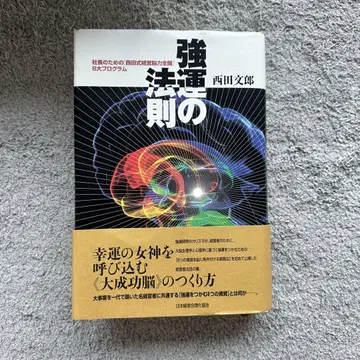 社長のための「西田式経営脳力全開」
8大プログラム
強運の
法則
西田文郎
幸運の女神を
呼び込む
《大成功脳》のつくり方
大事業を一代で築いた名経営者に共通する「強運をつかむ8つの資質」とは何か…
日本経営合理化協会